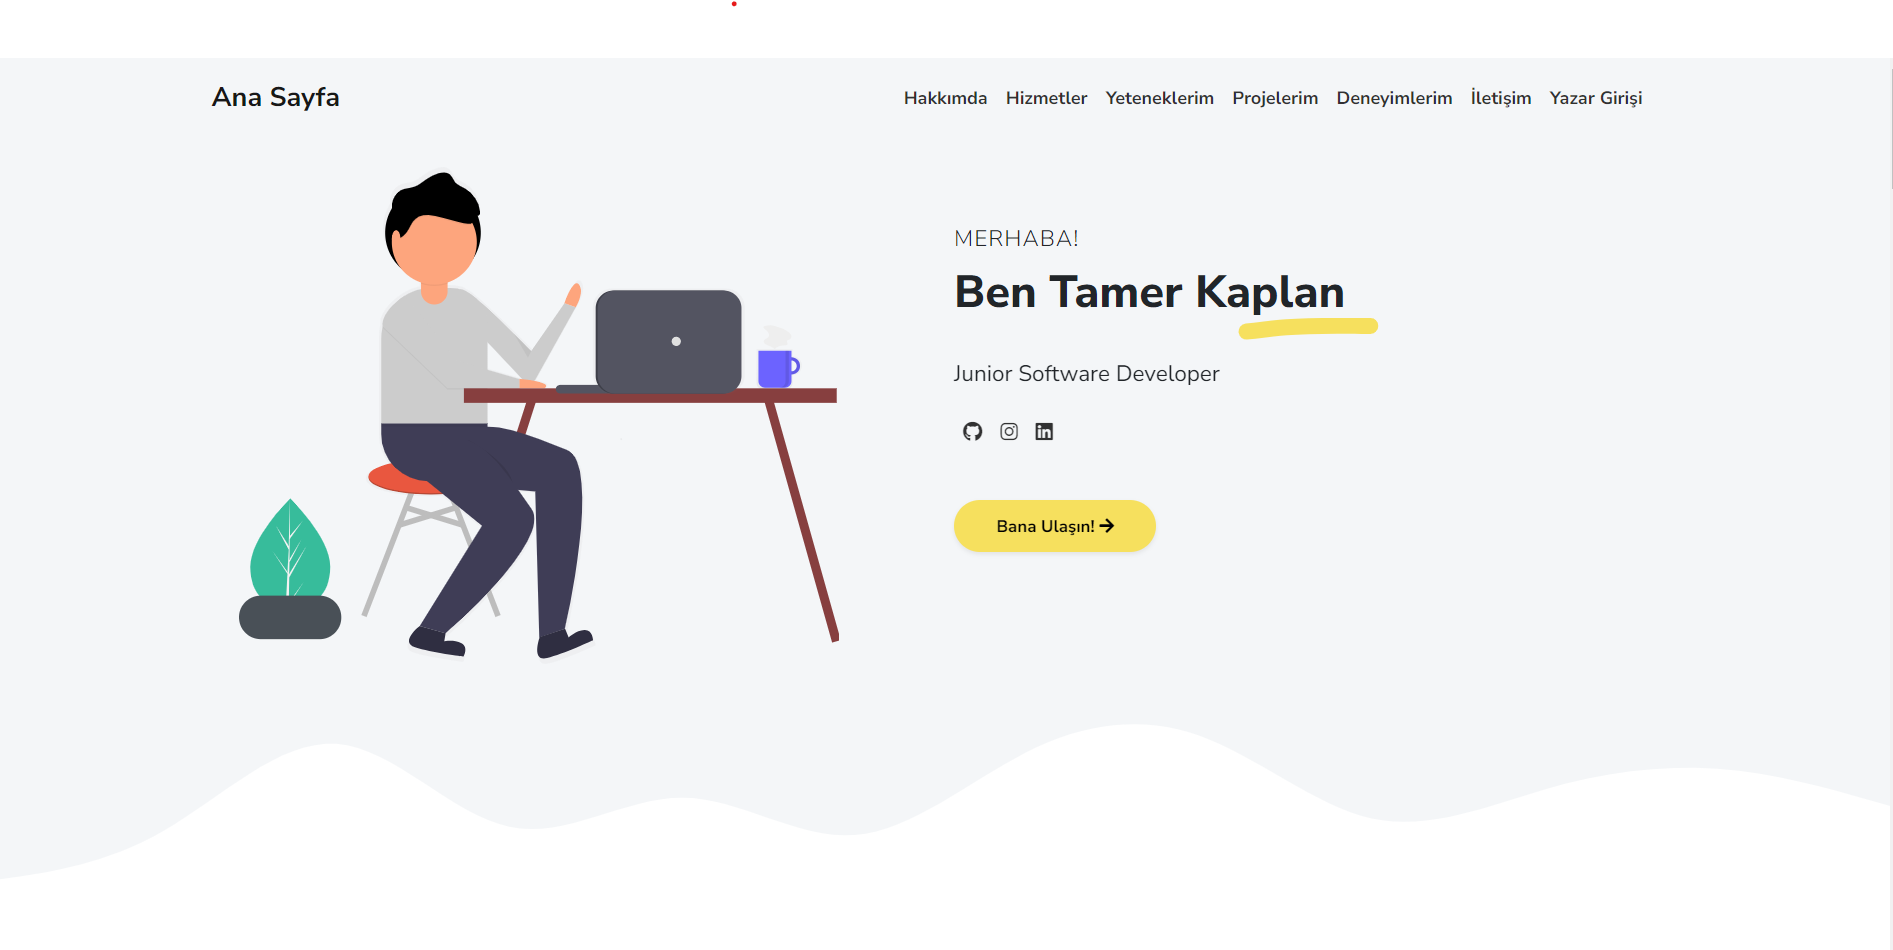 Ana Sayfa
Hakkımda Hizmetler Yeteneklerim Projelerim Deneyimlerim İletişim Yazar Girişi
MERHABA!
Ben Tamer Kaplan
Junior Software Developer
Bana Ulaşın!